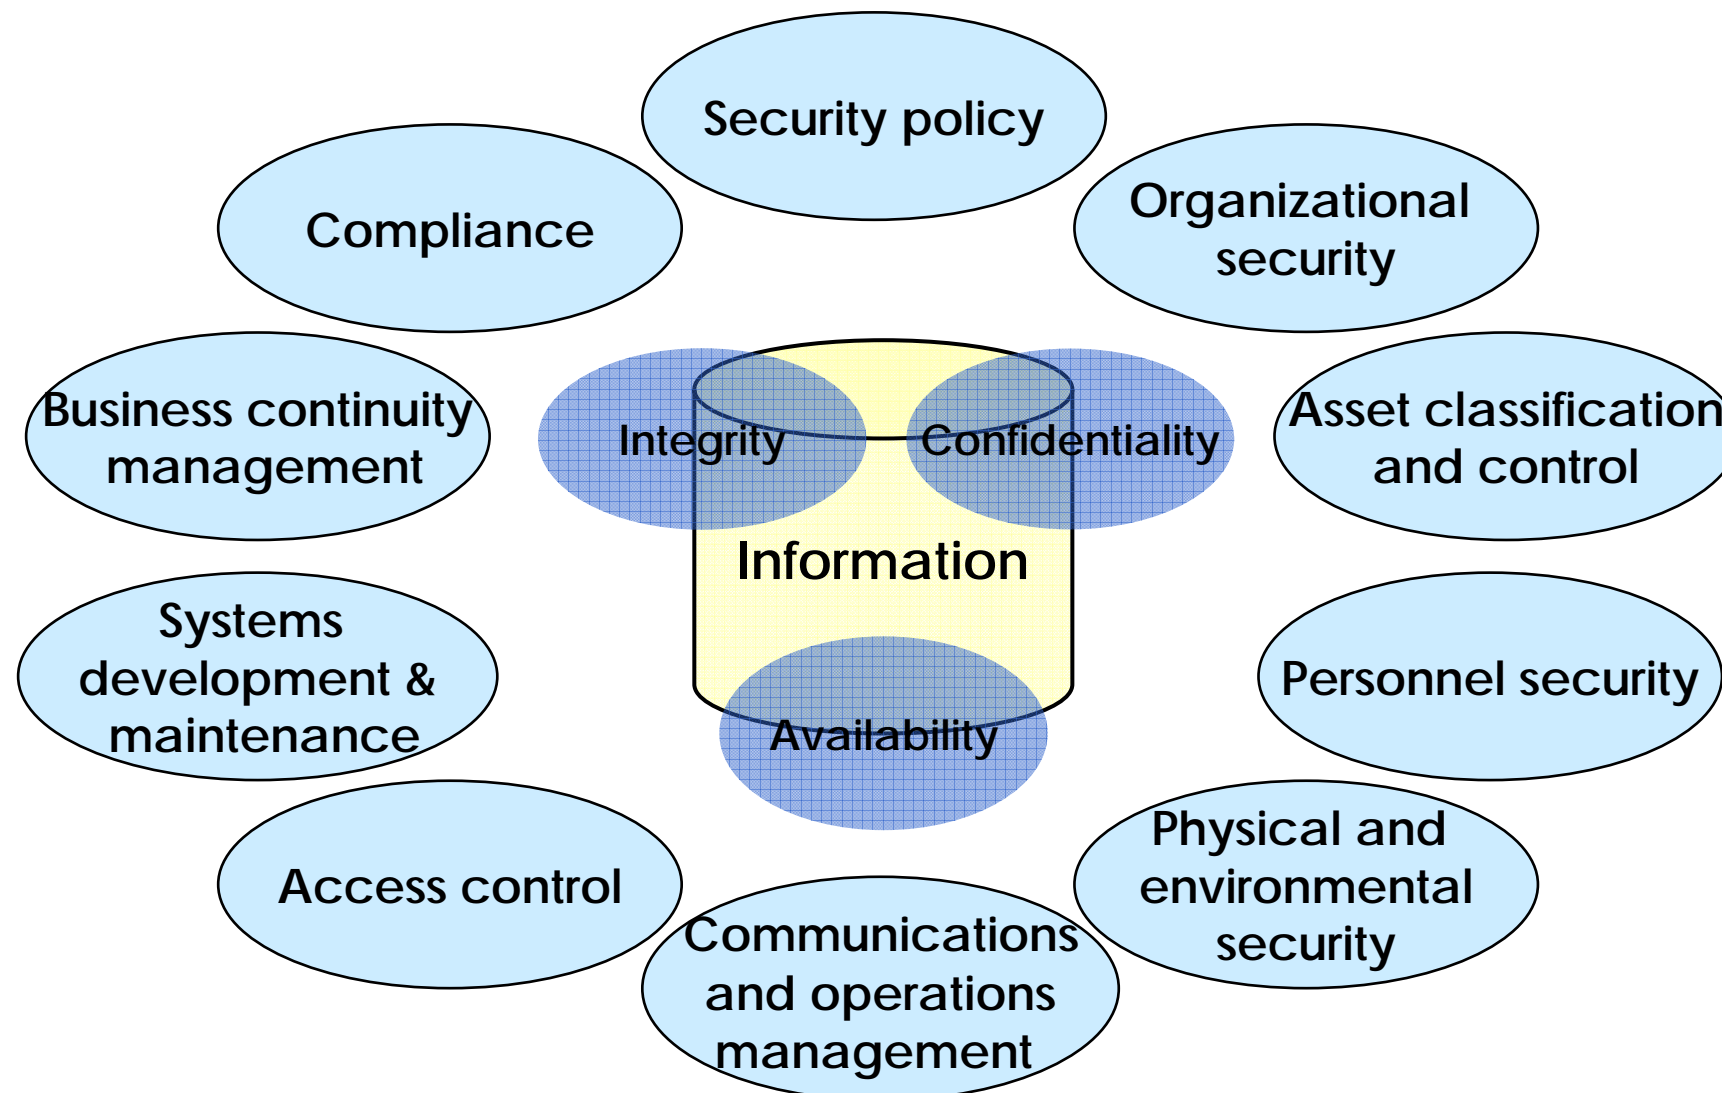 Security policy
Compliance
Organizational
security
Business continuity
management
Integrity
Confidentiality
Asset classification
and control
Information
Systems
development &
maintenance
Personnel security
Availability
Access control
Physical and
environmental
security
Communications
and operations
management